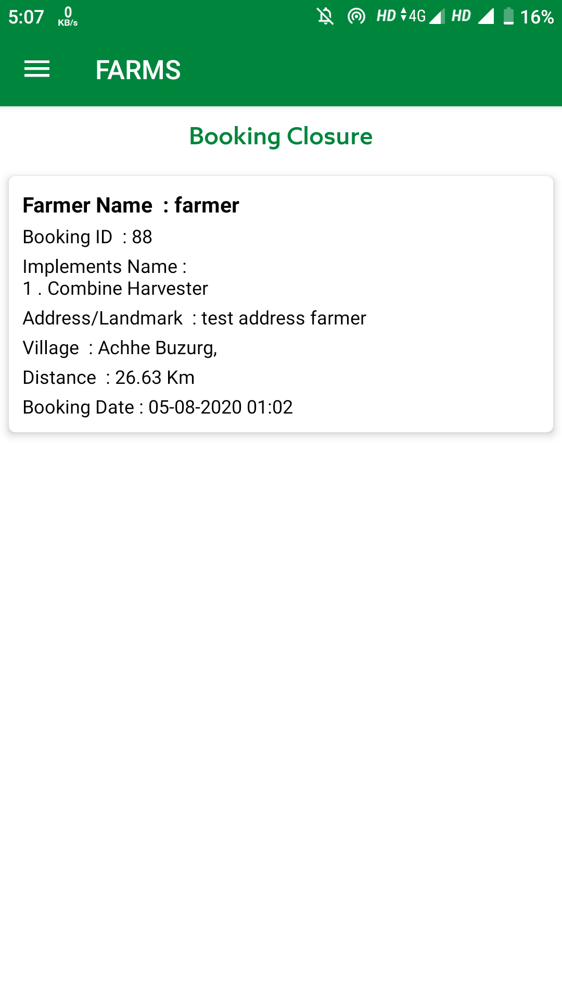 5:07 0 KB/s HD 4G HD 16%
FARMS
Booking Closure
Farmer Name  : farmer
Booking ID  : 88
Implements Name :
1 . Combine Harvester
Address/Landmark  : test address farmer
Village  : Achhe Buzurg,
Distance  : 26.63 Km
Booking Date : 05-08-2020 01:02